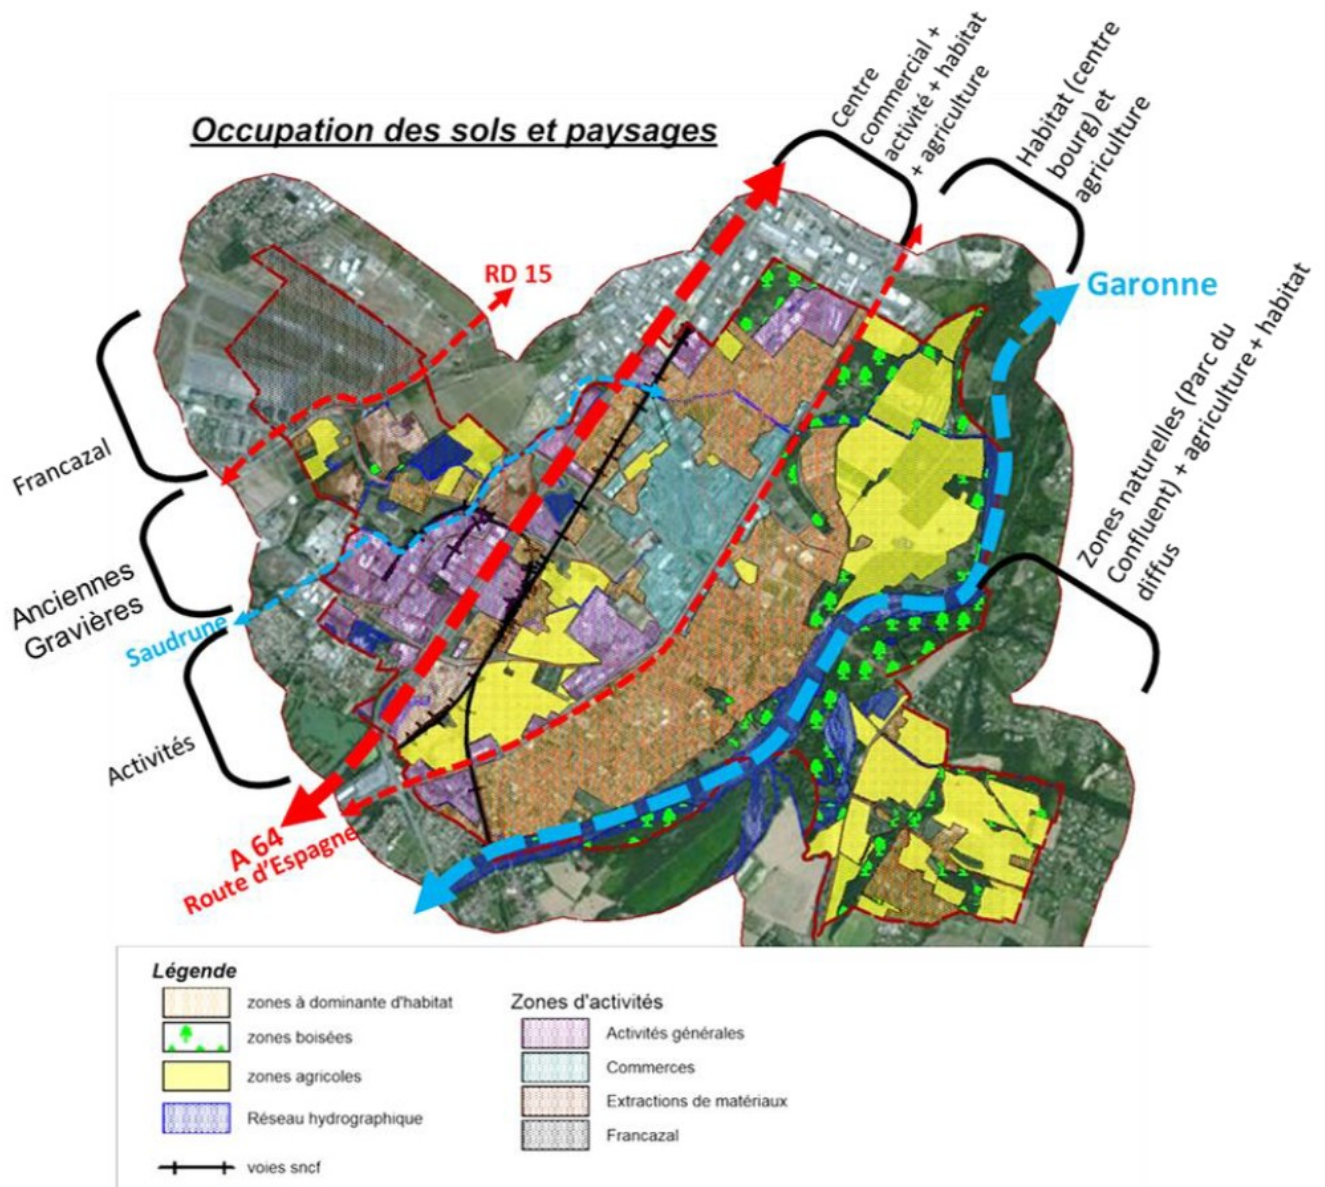 Occupation des sols et paysages
Centre
commercial +
activité + habitat
+ agriculture
Habitat (centre
bourg) et
agriculture
RD 15
Garonne
Zones naturelles (Parc du
Confluent) + agriculture + habitat
diffus
Francazal
Anciennes
Gravières
Saudrune
Activités
A 64
Route d'Espagne
Légende
zones à dominante d'habitat
zones boisées
zones agricoles
Réseau hydrographique
voies sncf
Zones d'activités
Activités générales
Commerces
Extractions de matériaux
Francazal